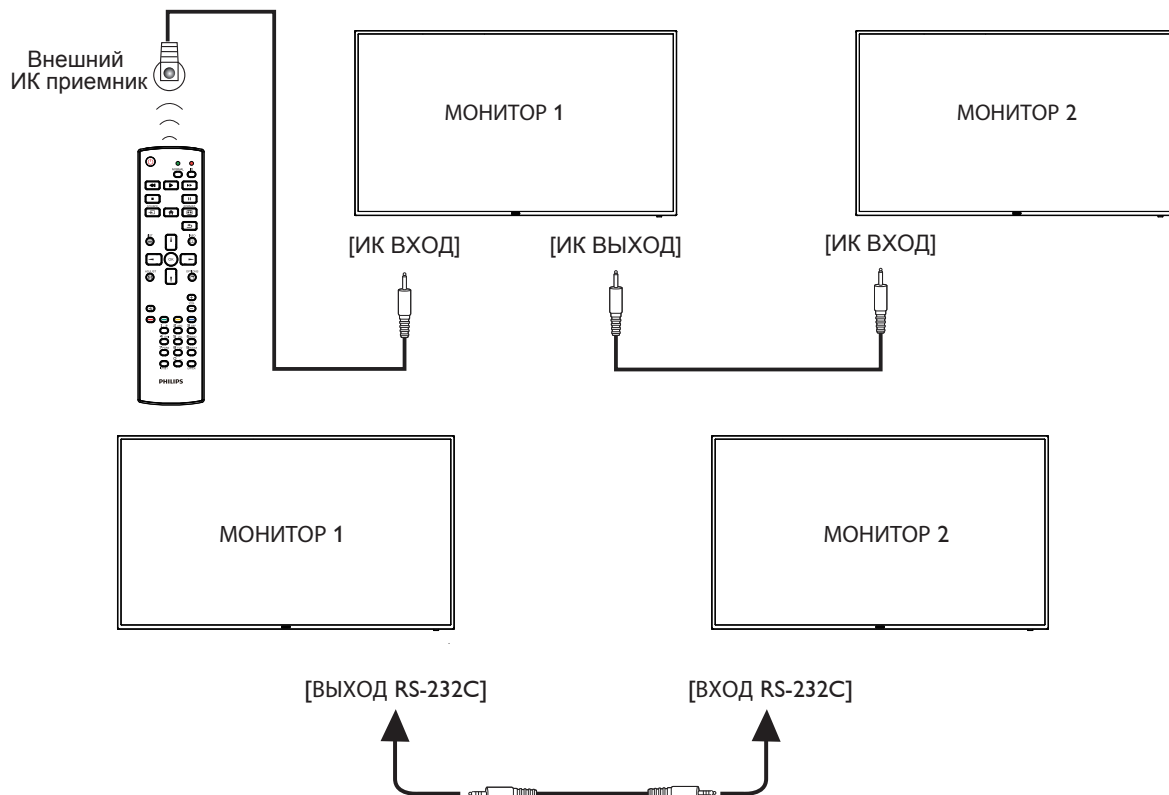 Внешний
ИК приемник
МОНИТОР 1
МОНИТОР 2
[ИК ВХОД]
[ИК ВЫХОД]
[ИК ВХОД]
PHILIPS
МОНИТОР 1
МОНИТОР 2
[ВЫХОД RS-232C]
[ВХОД RS-232C]